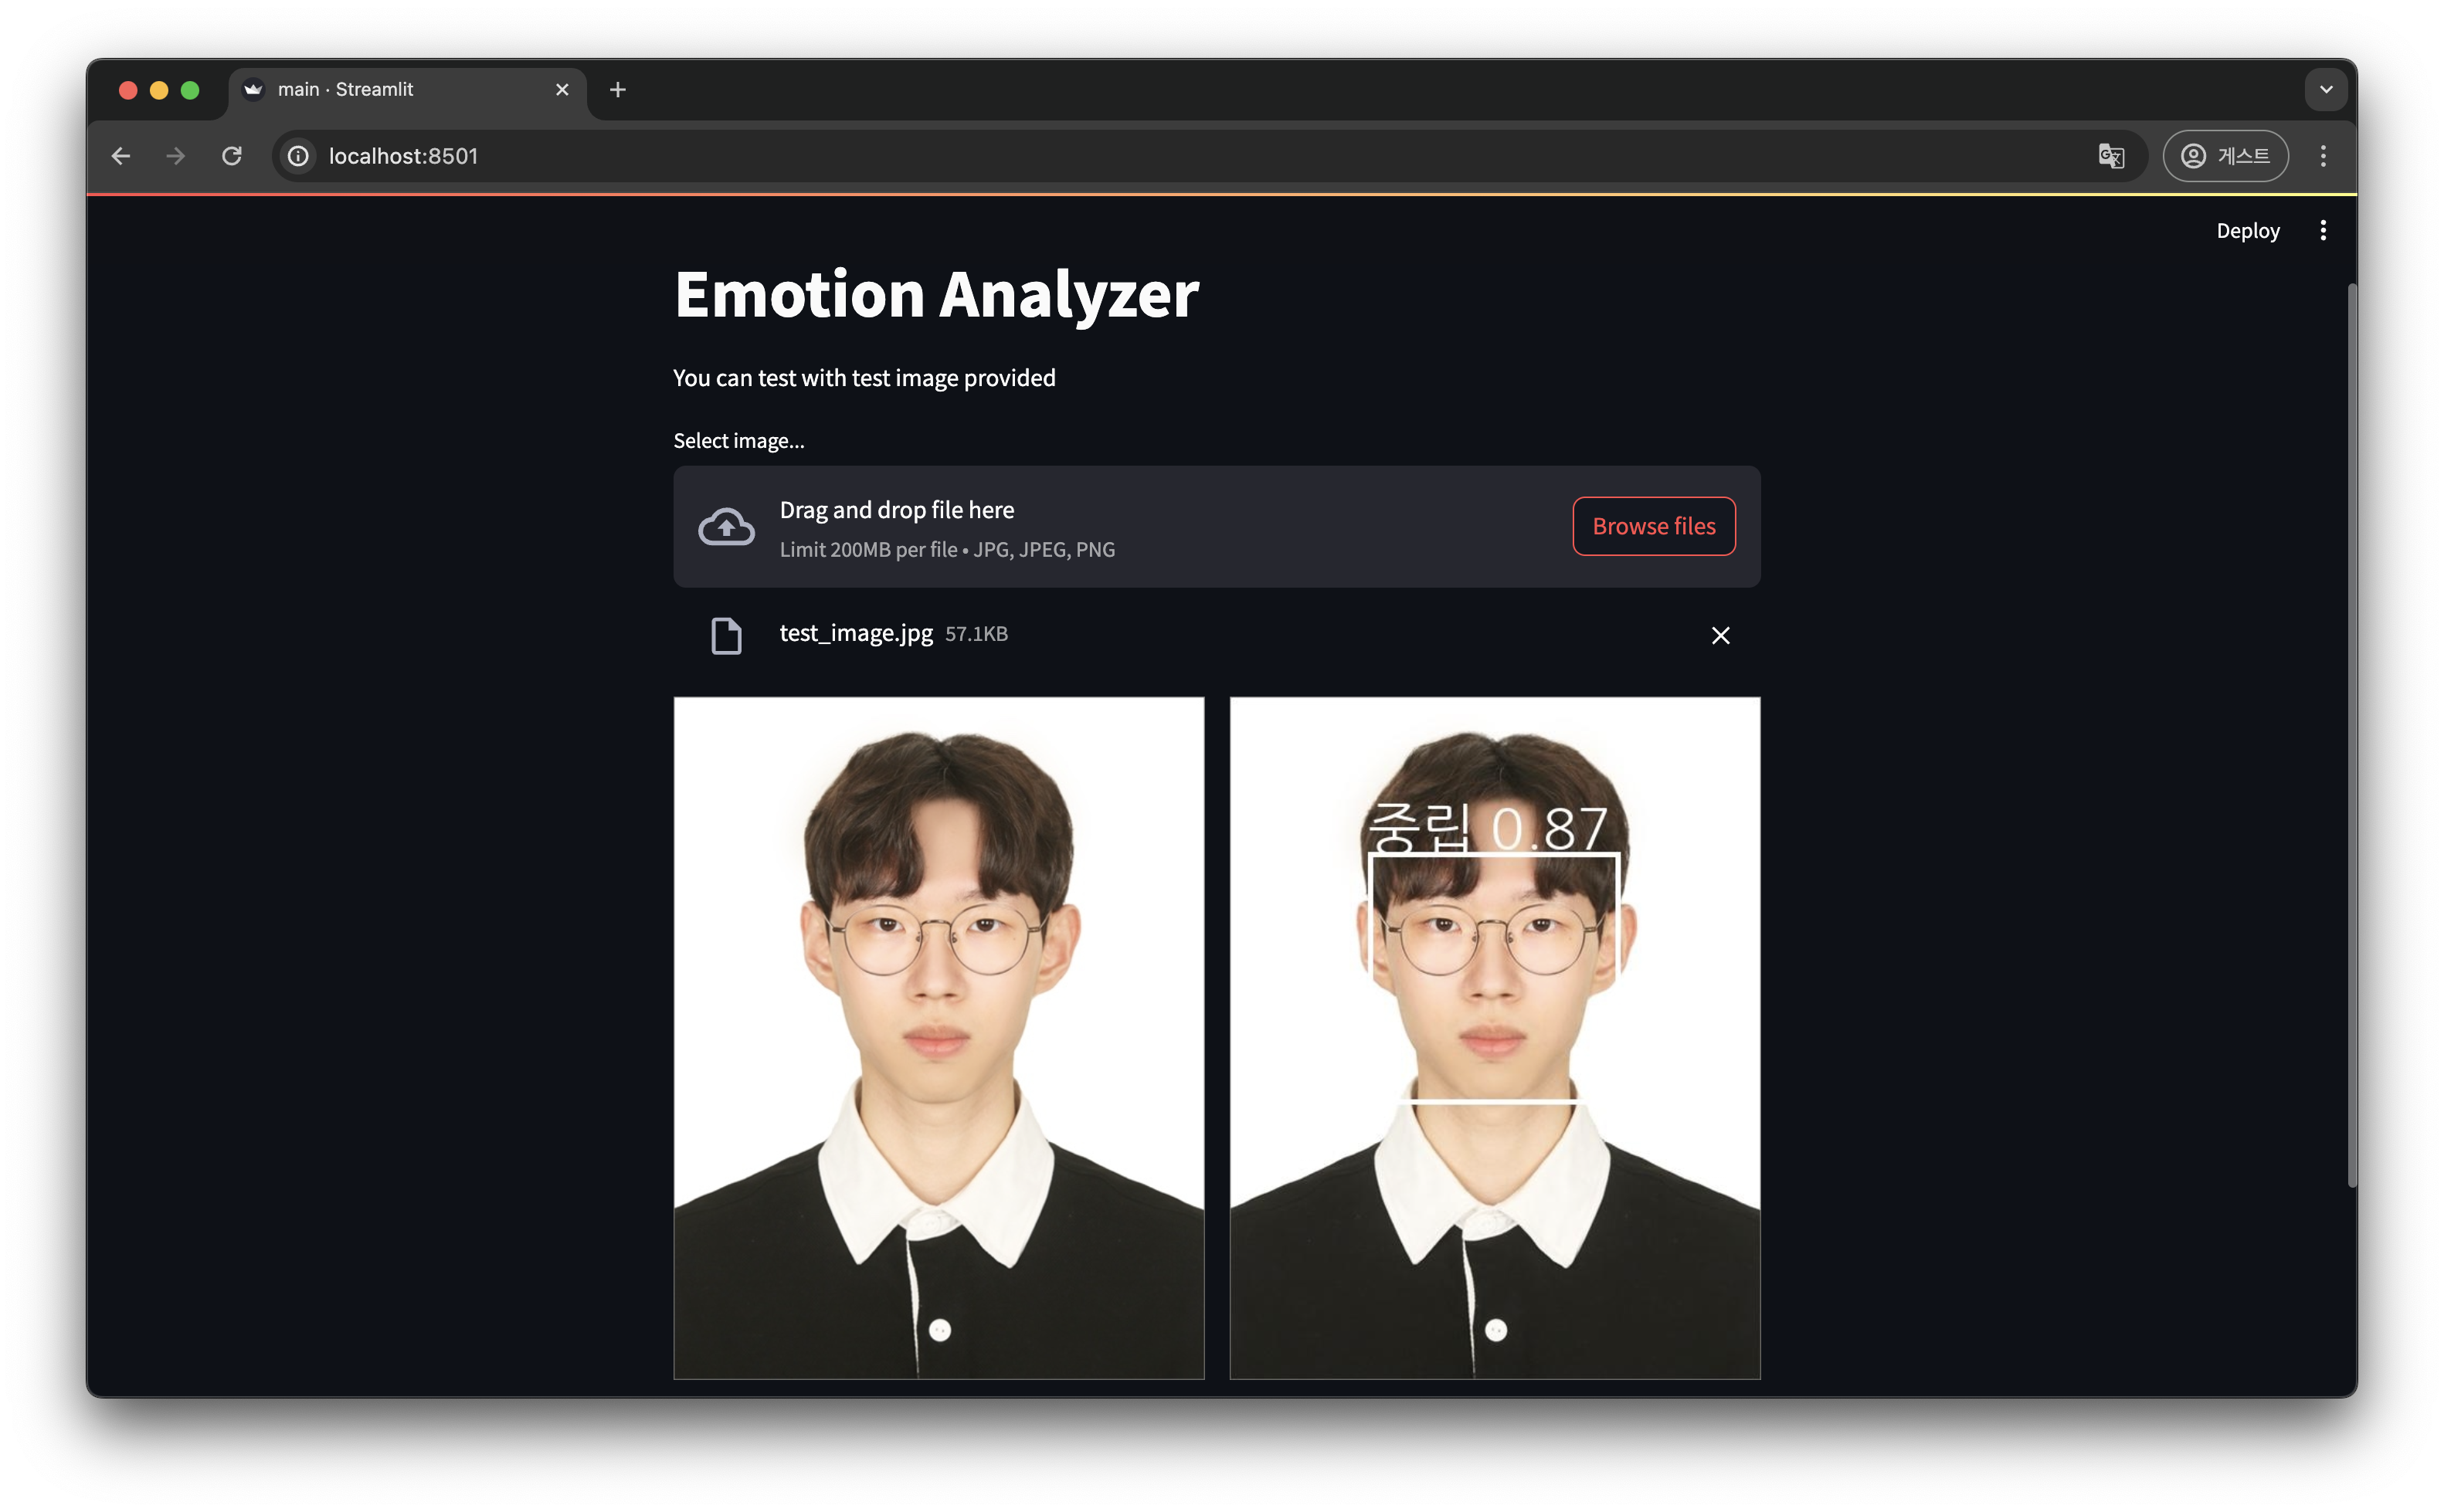 main · Streamlit
localhost:8501
게스트
Deploy
Emotion Analyzer
You can test with test image provided
Select image...
Drag and drop file here
Limit 200MB per file • JPG, JPEG, PNG
Browse files
test_image.jpg 57.1KB
중립 0.87